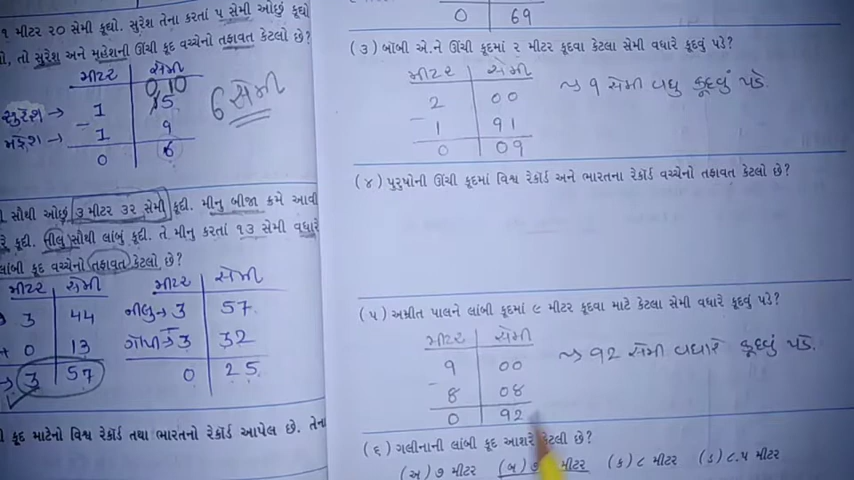 ૧ મીટર ૨૦ સેમી કૂદ્યો. સુરેશ તેના કરતાં ૫ સેમી ઓછું કૂદ્યો
તો સુરેશ અને મુહેશની ઊંચી કૂદ વચ્ચેનો તફાવત કેટલો છે?
મીટર સેમી
0 10
સુરેશ → 1 15
મહેશ → - 1 9
0 6
6 સેમી
સૌથી ઓછું ૩ મીટર ૩૨ સેમી કૂદી. મીનુ બીજા ક્રમે આવી
કૂદી. નીલુ સૌથી લાંબું કૂદી. તે મીનુ કરતાં ૧૩ સેમી વધારે
લાંબી કૂદ વચ્ચેનો તફાવત કેટલો છે?
મીટર સેમી
3 44
+ 0 13
→ 3 57
મીટર સેમી
નીલુ → 3 57
3 32
0 25
કૂદ માટેનો વિશ્વ રેકૉર્ડ તથા ભારતનો રેકૉર્ડ આપેલ છે. તેના
0 69
(૩) બૉબી એ.ને ઊંચી કૂદમાં ૨ મીટર કૂદવા કેટલા સેમી વધારે કૂદવું પડે?
મીટર સેમી
2 00
- 1 91
0 09
~> ૧ સેમી વધુ કૂદવું પડે.
(૪) પુરુષોની ઊંચી કૂદમાં વિશ્વ રેકૉર્ડ અને ભારતના રેકૉર્ડ વચ્ચેનો તફાવત કેટલો છે?
(૫) અમ્રીત પાલને લાંબી કૂદમાં ૯ મીટર કૂદવા માટે કેટલા સેમી વધારે કૂદવું પડે?
મીટર સેમી
9 00
- 8 08
0 92
~> ૧૨ સેમી વધારે કૂદવું પડે.
(૬) ગલીનાની લાંબી કૂદ આશરે કેટલી છે?
(અ) ૭ મીટર (બ) ૭ મીટર (ક) ૮ મીટર (ડ) ૮.૫ મીટર